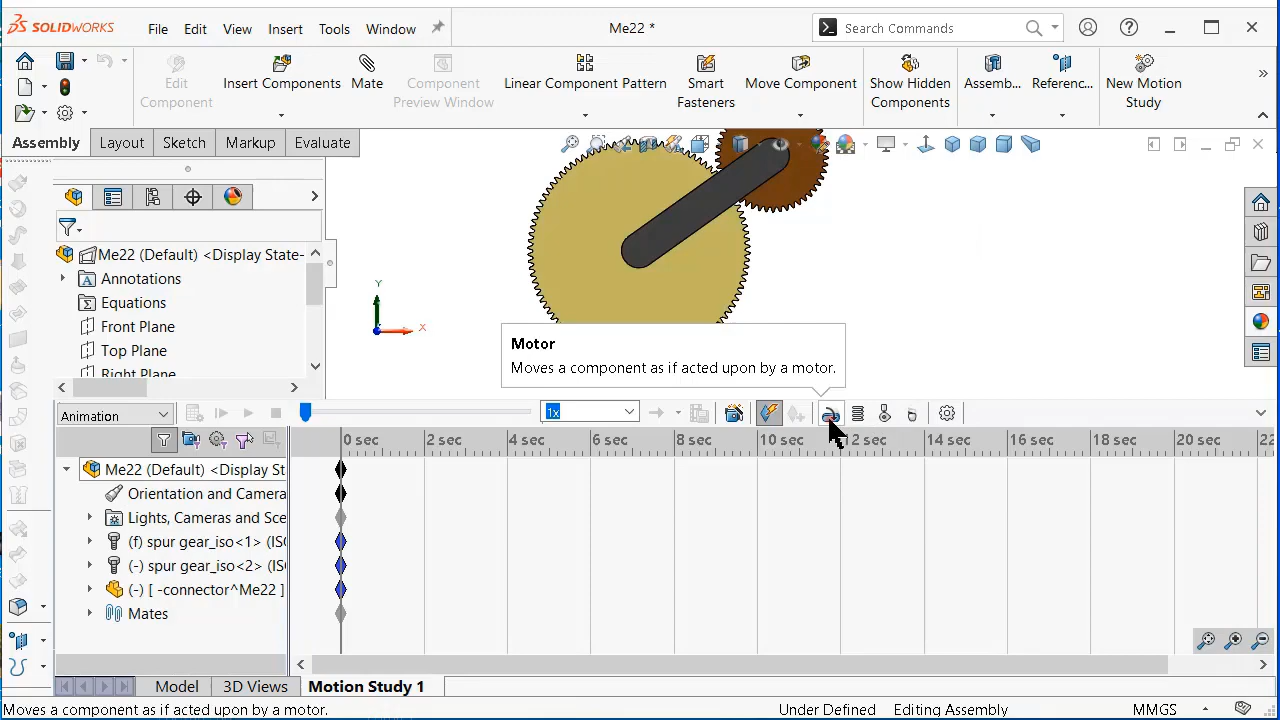 SOLIDWORKS
File
Edit
View
Insert
Tools
Window
Me22 *
Search Commands
Edit
Component
Insert Components
Mate
Component
Preview Window
Linear Component Pattern
Smart
Fasteners
Move Component
Show Hidden
Components
Assemb...
Referenc...
New Motion
Study
Assembly
Layout
Sketch
Markup
Evaluate
Me22 (Default) <Display State-
Annotations
Equations
Front Plane
Top Plane
Right Plane
Y
X
Motor
Moves a component as if acted upon by a motor.
Animation
1x
0 sec
2 sec
4 sec
6 sec
8 sec
10 sec
12 sec
14 sec
16 sec
18 sec
20 sec
22
Me22 (Default) <Display St
Orientation and Camera
Lights, Cameras and Sce
(f) spur gear_iso<1> (ISO
(-) spur gear_iso<2> (ISO
(-) [ -connector^Me22 ]
Mates
Model
3D Views
Motion Study 1
Moves a component as if acted upon by a motor.
Under Defined
Editing Assembly
MMGS